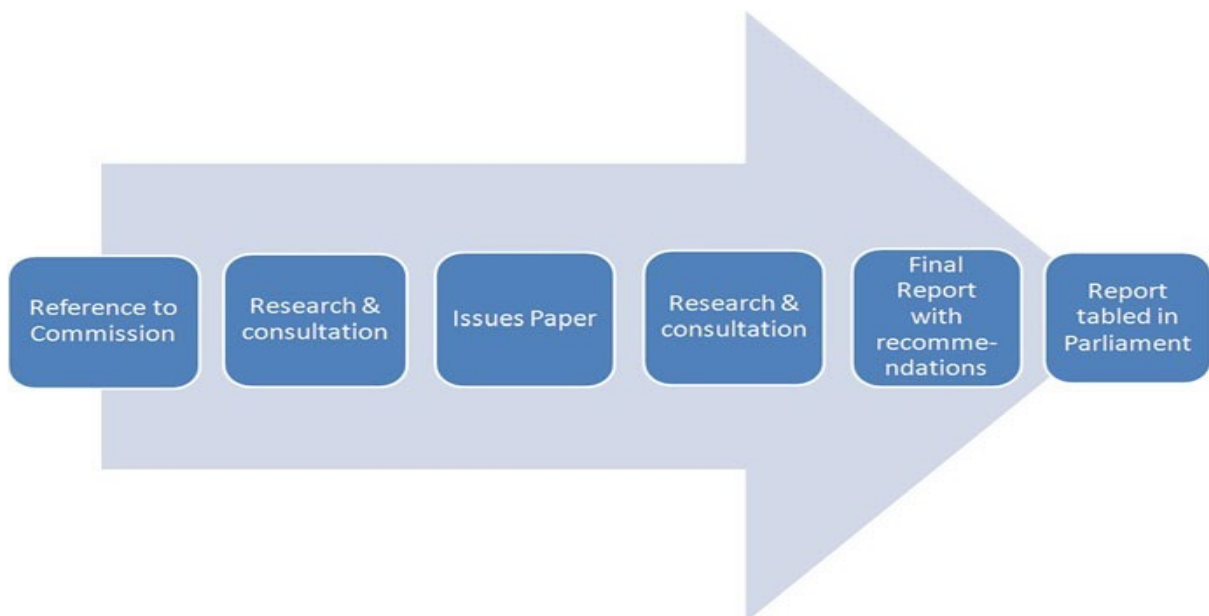 Reference to
Commission
Research &
consultation
Issues Paper
Research &
consultation
Final
Report
with
recomme-
ndations
Report
tabled in
Parliament